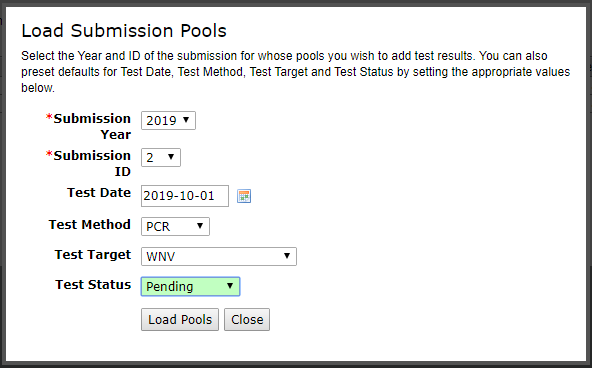 Load Submission Pools
Select the Year and ID of the submission for whose pools you wish to add test results. You can also
preset defaults for Test Date, Test Method, Test Target and Test Status by setting the appropriate values
below.
*Submission Year 2019
*Submission ID 2
Test Date 2019-10-01
Test Method PCR
Test Target WNV
Test Status Pending
Load Pools Close